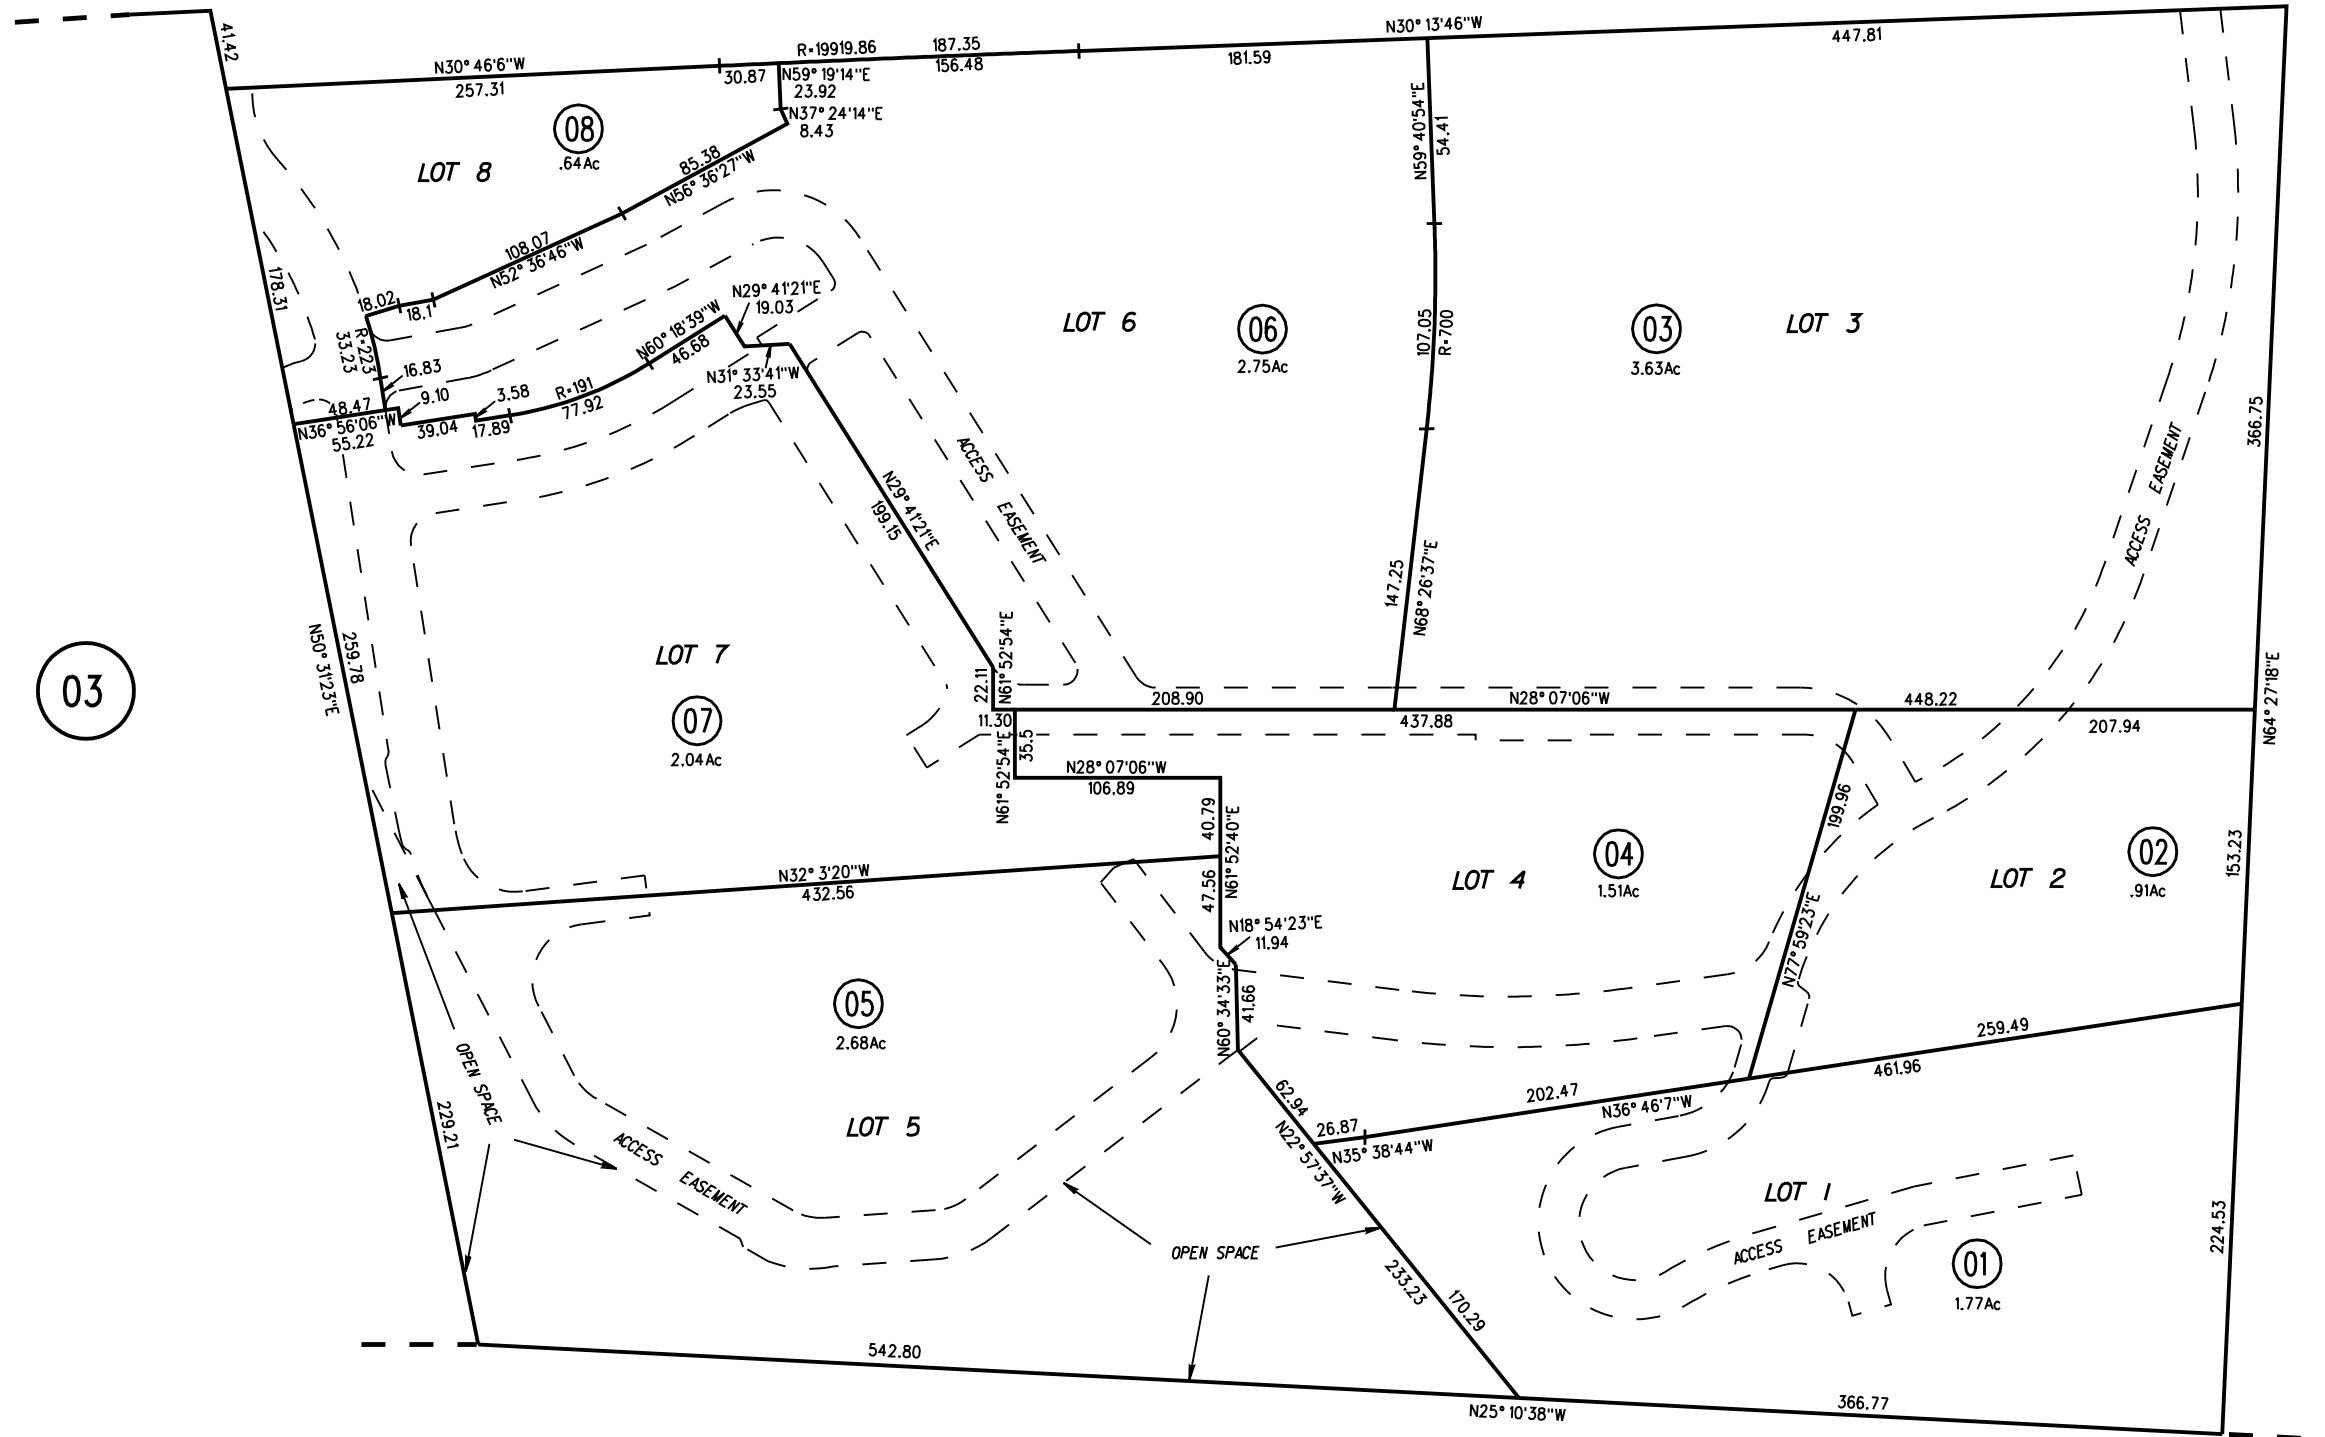 41.42
N30° 13'46"W
447.81
R=19919.86
187.35
156.48
181.59
N30° 46'6"W
257.31
30.87
N59° 19'14"E
23.92
N37° 24'14"E
8.43
08
.64Ac
LOT 8
85.38
N56° 36'27"W
N59° 40'54"E
54.41
108.07
N52° 36'46"W
178.31
18.02
18.1
R=223
33.23
N29° 41'21"E
19.03
N60° 18'39"W
46.68
LOT 6
06
2.75Ac
107.05
R=700
03
LOT 3
3.63Ac
16.83
9.10
3.58
R=191
77.92
N31° 33'41"W
23.55
48.47
N36° 56'06"W
55.22
39.04
17.89
366.75
ACCESS EASEMENT
ACCESS EASEMENT
N29° 41'21"E
199.15
147.25
N68° 26'37"E
N50° 31'23"E
259.78
LOT 7
07
2.04Ac
03
22.11
N61° 52'54"E
208.90
N28° 07'06"W
448.22
N64° 27'18"E
11.30
437.88
207.94
N61° 52'54"E
35.5
N28° 07'06"W
106.89
40.79
N61° 52'40"E
199.96
153.23
N32° 3'20"W
432.56
47.56
LOT 4
04
1.51Ac
LOT 2
02
.91Ac
N18° 54'23"E
11.94
N77° 59'23"E
05
2.68Ac
N60° 34'33"E
41.66
259.49
461.96
OPEN SPACE
229.21
LOT 5
62.94
202.47
N36° 46'7"W
26.87
N35° 38'44"W
N22° 57'37"W
ACCESS EASEMENT
LOT 1
ACCESS EASEMENT
224.53
OPEN SPACE
01
1.77Ac
233.23
170.29
542.80
N25° 10'38"W
366.77